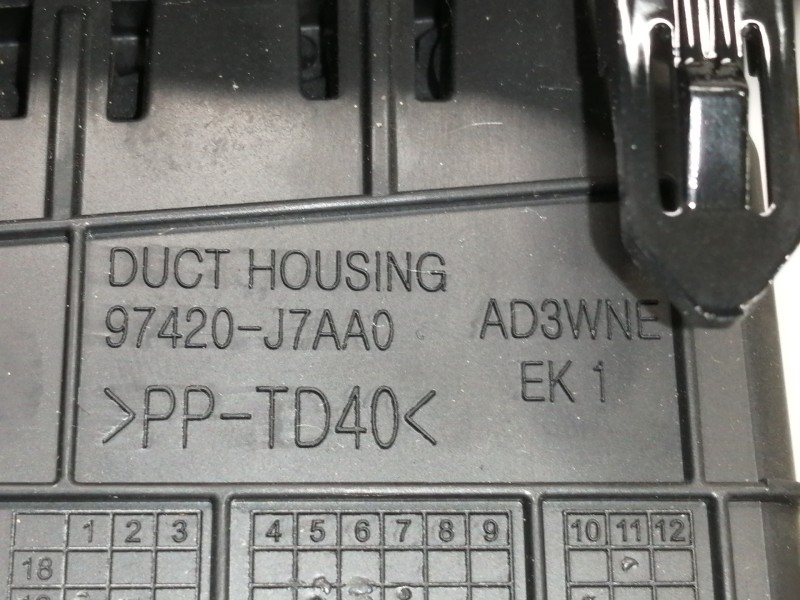 DUCT HOUSING
97420-J7AA0
AD3WNE
>PP-TD40<
EK 1
1 2 3 4 5 6 7 8 9 10 11 12
18